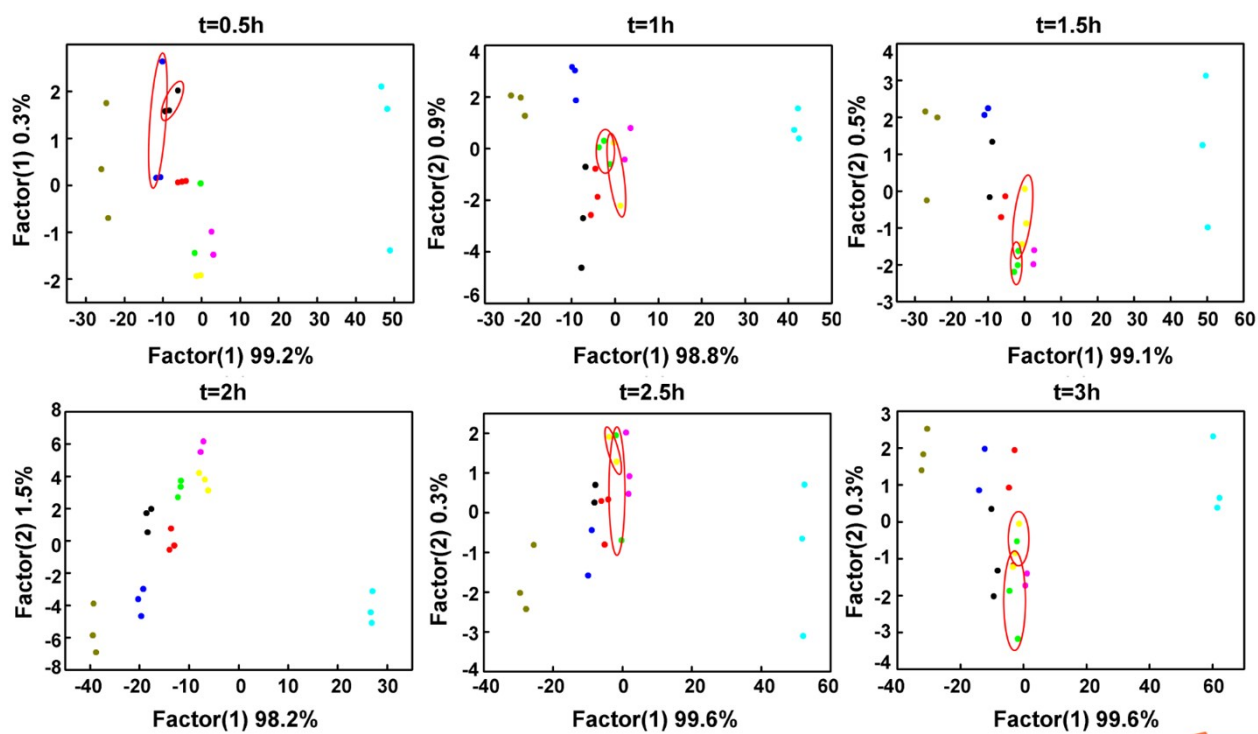 t=0.5h
t=1h
t=1.5h
Factor(1) 0.3%
2
1
0
-1
-2
-30 -20 -10 0 10 20 30 40 50
Factor(1) 99.2%
Factor(2) 0.9%
4
2
0
-2
-4
-6
-30 -20 -10 0 10 20 30 40 50
Factor(1) 98.8%
Factor(2) 0.5%
4
3
2
1
0
-1
-2
-3
-30 -20 -10 0 10 20 30 40 50 60
Factor(1) 99.1%
t=2h
t=2.5h
t=3h
Factor(2) 1.5%
8
6
4
2
0
-2
-4
-6
-8
-40 -30 -20 -10 0 10 20 30
Factor(1) 98.2%
Factor(2) 0.3%
2
1
0
-1
-2
-3
-4
-40 -20 0 20 40 60
Factor(1) 99.6%
Factor(2) 0.3%
3
2
1
0
-1
-2
-3
-4
-40 -20 0 20 40 60
Factor(1) 99.6%